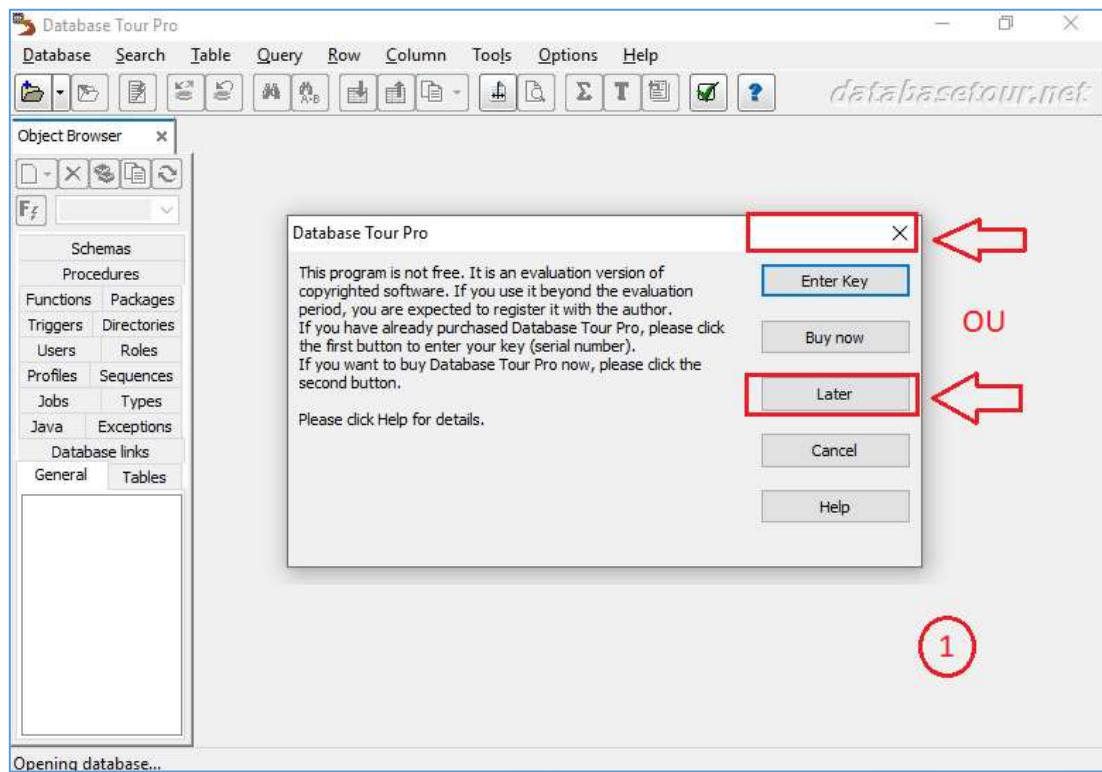 Database Tour Pro
Database Search Table Query Row Column Tools Options Help
databasetour.net
Object Browser
Schemas
Procedures
Functions Packages
Triggers Directories
Users Roles
Profiles Sequences
Jobs Types
Java Exceptions
Database links
General Tables
Database Tour Pro
This program is not free. It is an evaluation version of
copyrighted software. If you use it beyond the evaluation
period, you are expected to register it with the author.
If you have already purchased Database Tour Pro, please click
the first button to enter your key (serial number).
If you want to buy Database Tour Pro now, please click the
second button.
Please click Help for details.
Enter Key
Buy now
Later
Cancel
Help
OU
1
Opening database...